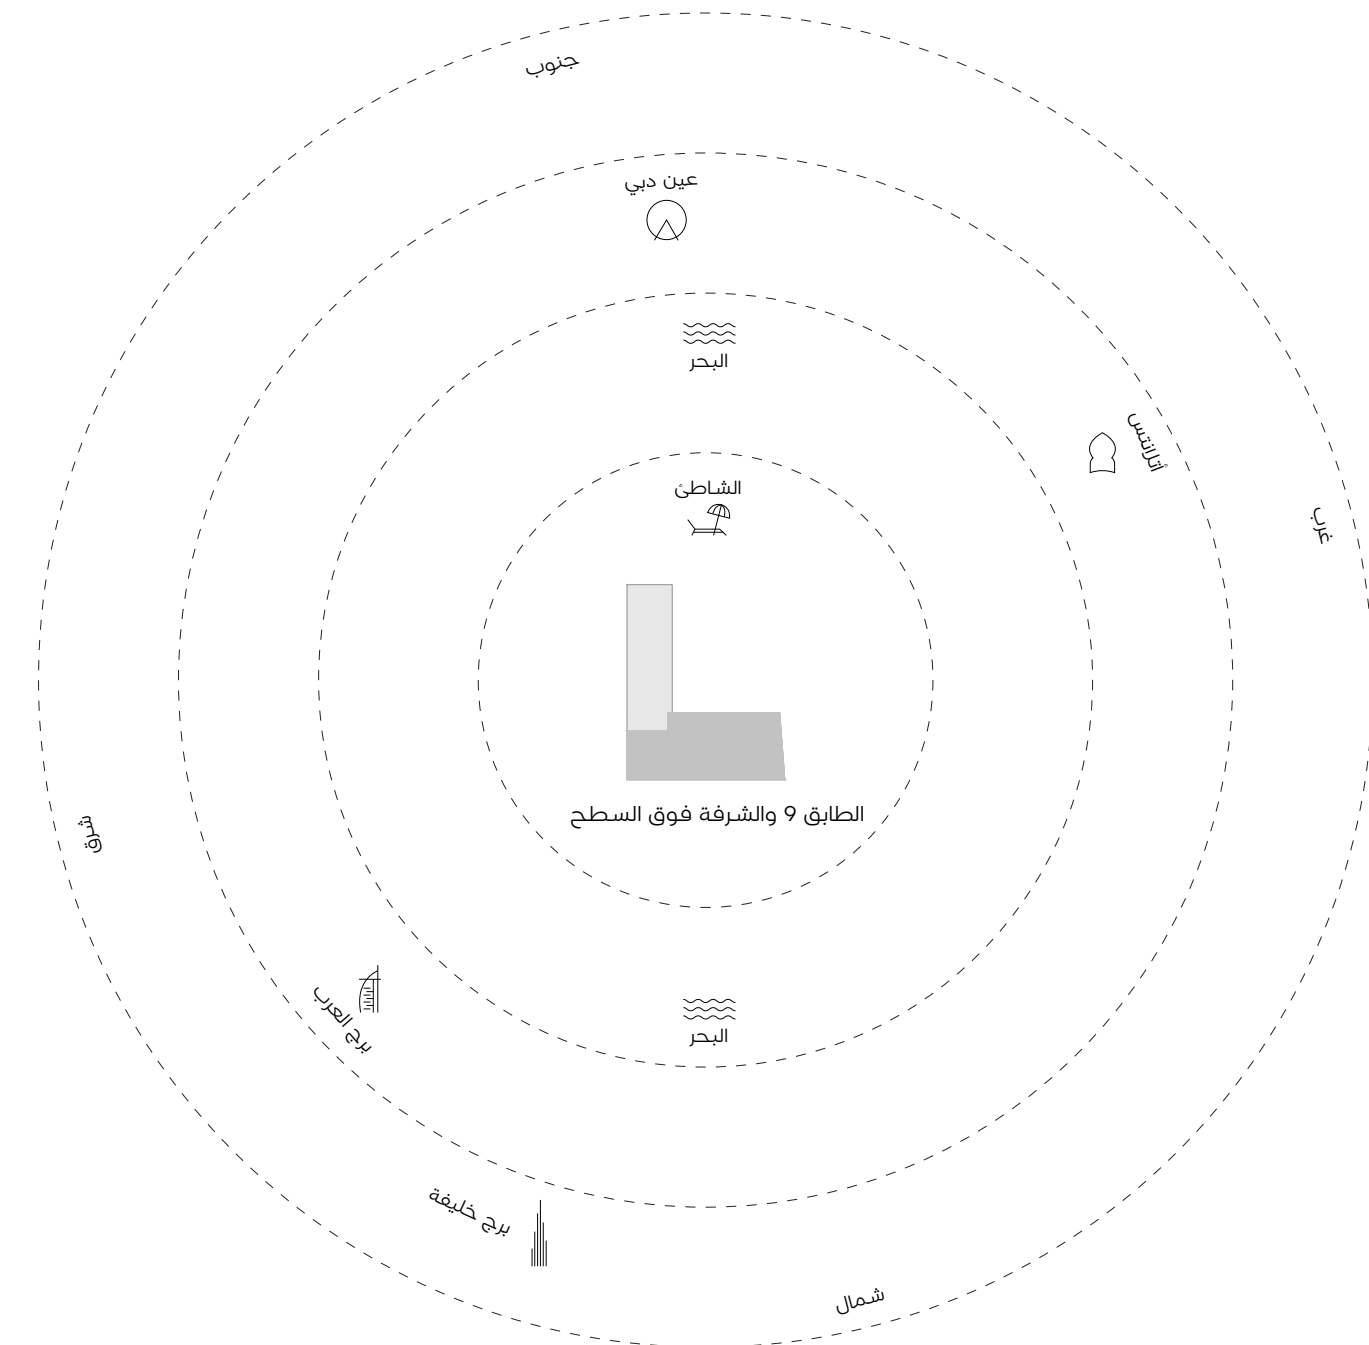 جنوب
عين دبي
البحر
أتلانتس
الشاطئ
غرب
الطابق 9 والشرفة فوق السطح
شرق
برج العرب
البحر
برج خليفة
شمال